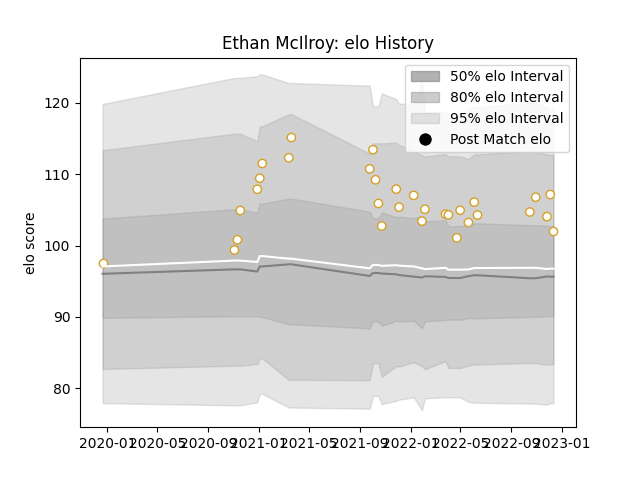 Ethan McIlroy: elo History
50% elo Interval
80% elo Interval
95% elo Interval
Post Match elo
elo score
120
110
100
90
80
2020-01 2020-05 2020-09 2021-01 2021-05 2021-09 2022-01 2022-05 2022-09 2023-01